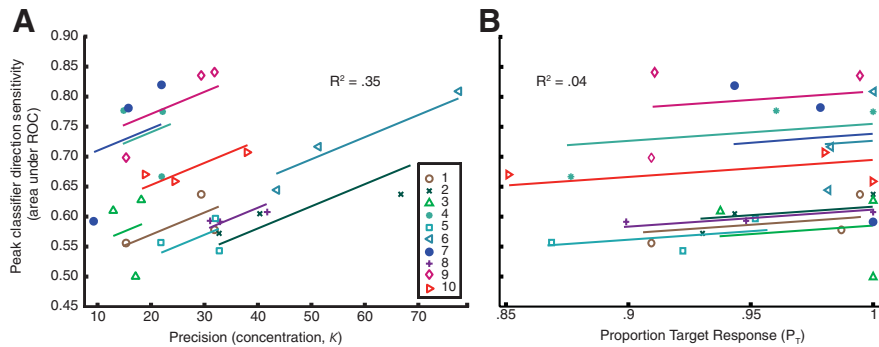 A
B
Peak classifier direction sensitivity
(area under ROC)
0.90
0.85
0.80
0.75
0.70
0.65
0.60
0.55
0.50
0.45
R² = .35
1
2
3
4
5
6
7
8
9
10
10 20 30 40 50 60 70
Precision (concentration, K)
R² = .04
.85 .9 .95 1
Proportion Target Response (P_T)